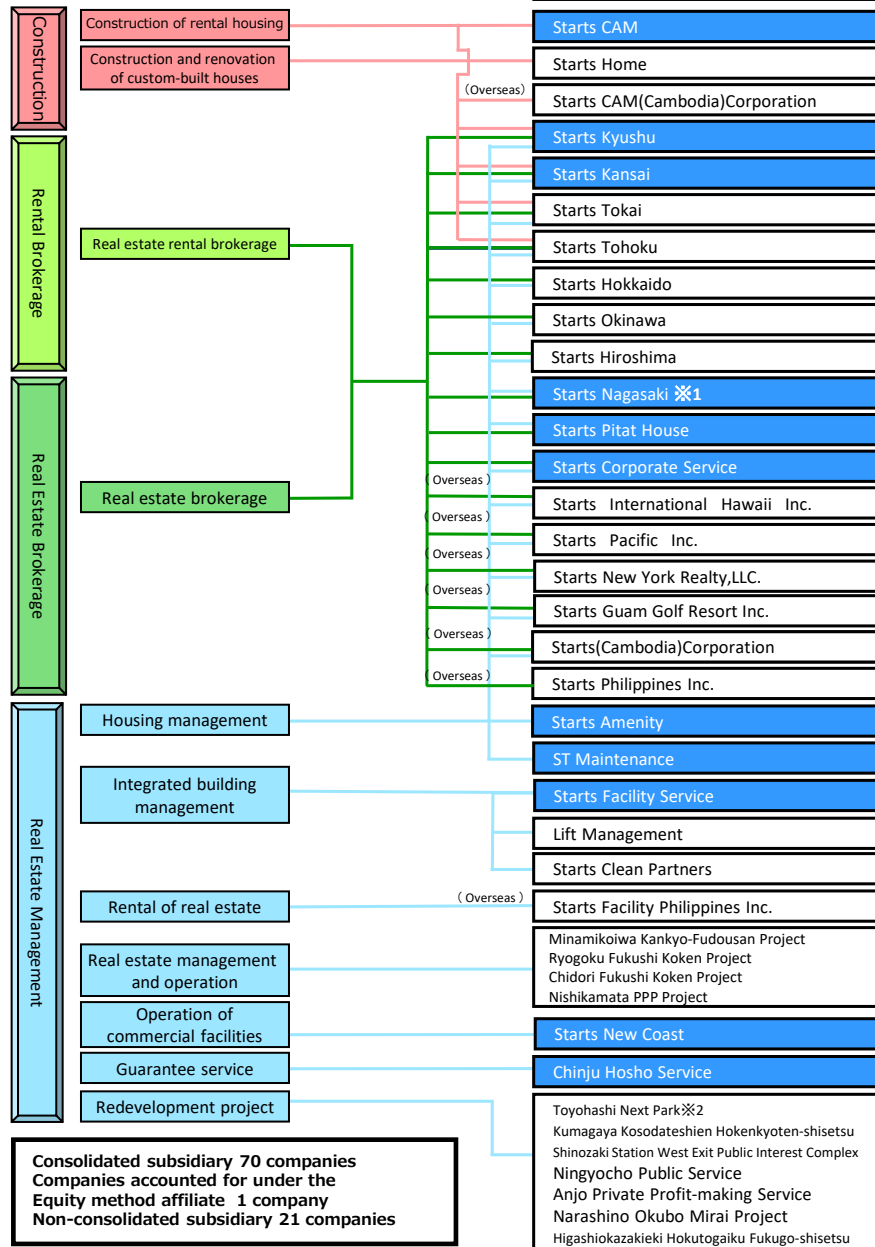 Construction
Construction of rental housing
Starts CAM
Construction and renovation
of custom-built houses
Starts Home
(Overseas)
Starts CAM(Cambodia)Corporation
Rental Brokerage
Real estate rental brokerage
Starts Kyushu
Starts Kansai
Starts Tokai
Starts Tohoku
Starts Hokkaido
Starts Okinawa
Starts Hiroshima
Real Estate Brokerage
Real estate brokerage
Starts Nagasaki ※1
Starts Pitat House
Starts Corporate Service
( Overseas )
Starts International Hawaii Inc.
( Overseas )
Starts Pacific Inc.
( Overseas )
Starts New York Realty,LLC.
( Overseas )
Starts Guam Golf Resort Inc.
( Overseas )
Starts(Cambodia)Corporation
( Overseas )
Starts Philippines Inc.
Real Estate Management
Housing management
Starts Amenity
ST Maintenance
Integrated building
management
Starts Facility Service
Lift Management
Starts Clean Partners
Rental of real estate
( Overseas )
Starts Facility Philippines Inc.
Real estate management
and operation
Minamikoiwa Kankyo-Fudousan Project
Ryogoku Fukushi Koken Project
Chidori Fukushi Koken Project
Nishikamata PPP Project
Operation of
commercial facilities
Starts New Coast
Guarantee service
Chinju Hosho Service
Redevelopment project
Toyohashi Next Park※2
Kumagaya Kosodateshien Hokenkyoten-shisetsu
Shinozaki Station West Exit Public Interest Complex
Ningyocho Public Service
Anjo Private Profit-making Service
Narashino Okubo Mirai Project
Higashiokazakieki Hokutogaiku Fukugo-shisetsu
Consolidated subsidiary 70 companies
Companies accounted for under the
Equity method affiliate 1 company
Non-consolidated subsidiary 21 companies